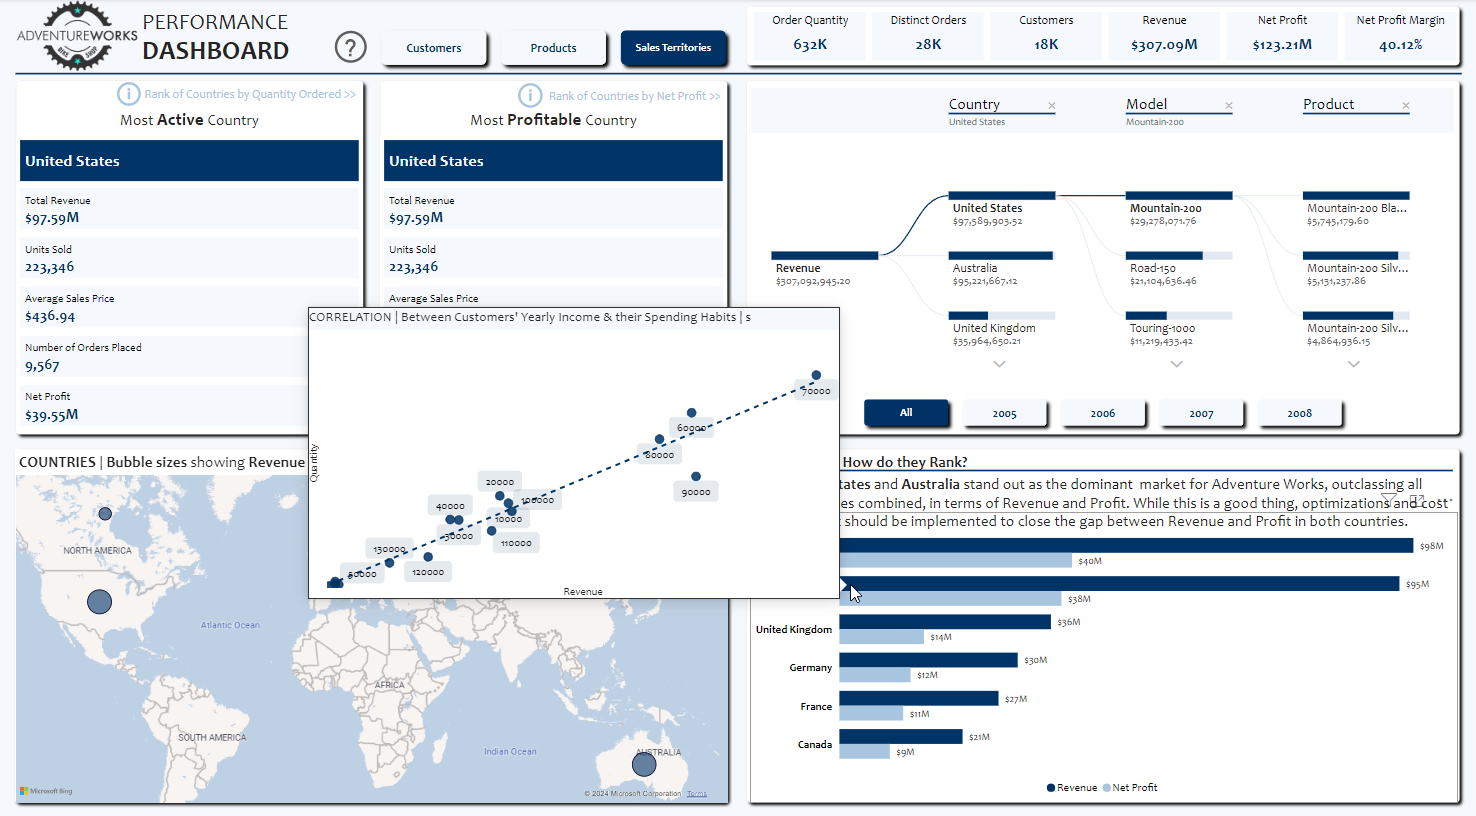 ADVENTUREWORKS
BIKE SHOP
PERFORMANCE
DASHBOARD
?
Customers
Products
Sales Territories
Order Quantity
632K
Distinct Orders
28K
Customers
18K
Revenue
$307.09M
Net Profit
$123.21M
Net Profit Margin
40.12%
Rank of Countries by Quantity Ordered >>
Most Active Country
United States
Total Revenue
$97.59M
Units Sold
223,346
Average Sales Price
$436.94
Number of Orders Placed
9,567
Net Profit
$39.55M
Rank of Countries by Net Profit >>
Most Profitable Country
United States
Total Revenue
$97.59M
Units Sold
223,346
Average Sales Price
Country
United States
Model
Mountain-200
Product
Revenue
$307,092,945.20
United States
$97,589,903.52
Australia
$95,221,667.12
United Kingdom
$35,964,650.21
Mountain-200
$29,278,071.76
Road-150
$21,104,636.46
Touring-1000
$11,219,433.42
Mountain-200 Bla...
$5,745,179.60
Mountain-200 Silv...
$5,131,237.86
Mountain-200 Silv...
$4,864,936.15
All
2005
2006
2007
2008
CORRELATION | Between Customers' Yearly Income & their Spending Habits | s
Quantity
70000
60000
80000
90000
20000
100000
40000
10000
30000
110000
130000
120000
50000
Revenue
COUNTRIES | Bubble sizes showing Revenue
NORTH AMERICA
Atlantic Ocean
AFRICA
SOUTH AMERICA
Indian Ocean
AUSTRALIA
Microsoft Bing
© 2024 Microsoft Corporation Terms
How do they Rank?
tates and Australia stand out as the dominant market for Adventure Works, outclassing all
es combined, in terms of Revenue and Profit. While this is a good thing, optimizations and cost
should be implemented to close the gap between Revenue and Profit in both countries.
$98M
$40M
$95M
$38M
United Kingdom
$36M
$14M
Germany
$30M
$12M
France
$27M
$11M
Canada
$21M
$9M
Revenue
Net Profit